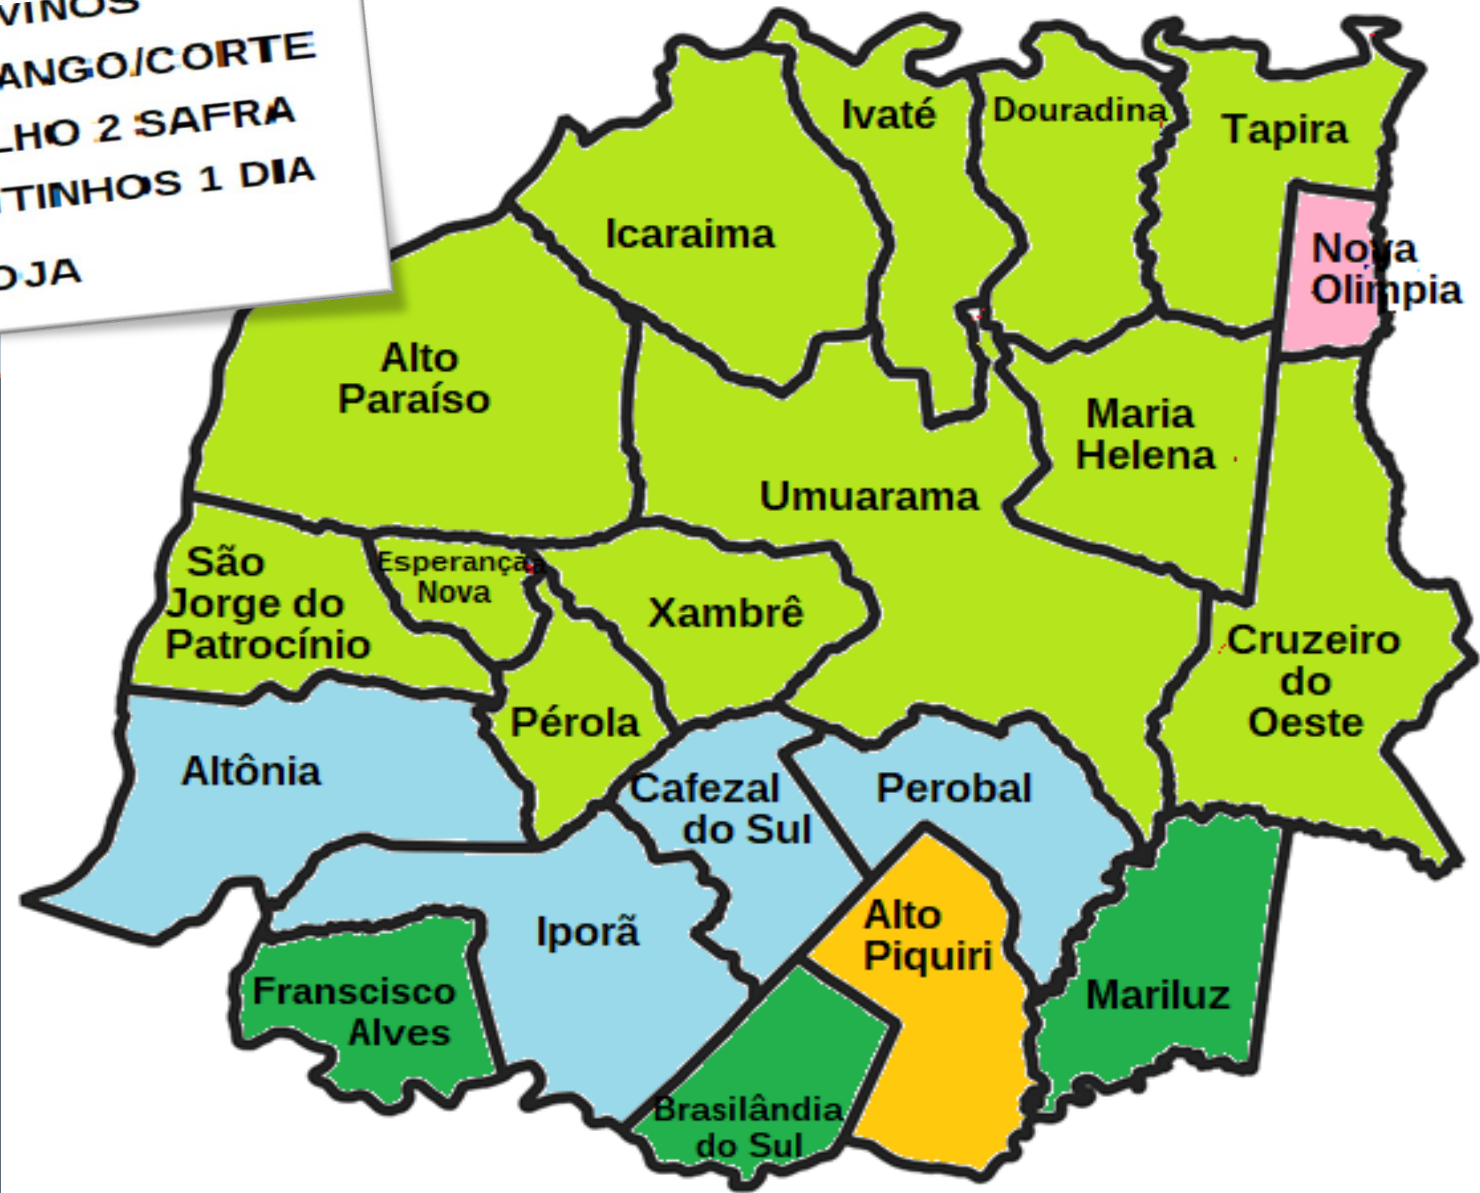 ANGO/CORTE
LHO 2 SAFRA
TTINHOS 1 DIA
OJA
Ivaté
Douradina
Tapira
Icaraima
Nova
Olimpia
Alto
Paraíso
Maria
Helena
Umuarama
São
Jorge do
Patrocínio
Esperança
Nova
Xambrê
Cruzeiro
do
Oeste
Pérola
Altônia
Cafezal
do Sul
Perobal
Alto
Piquiri
Iporã
Franscisco
Alves
Mariluz
Brasilândia
do Sul